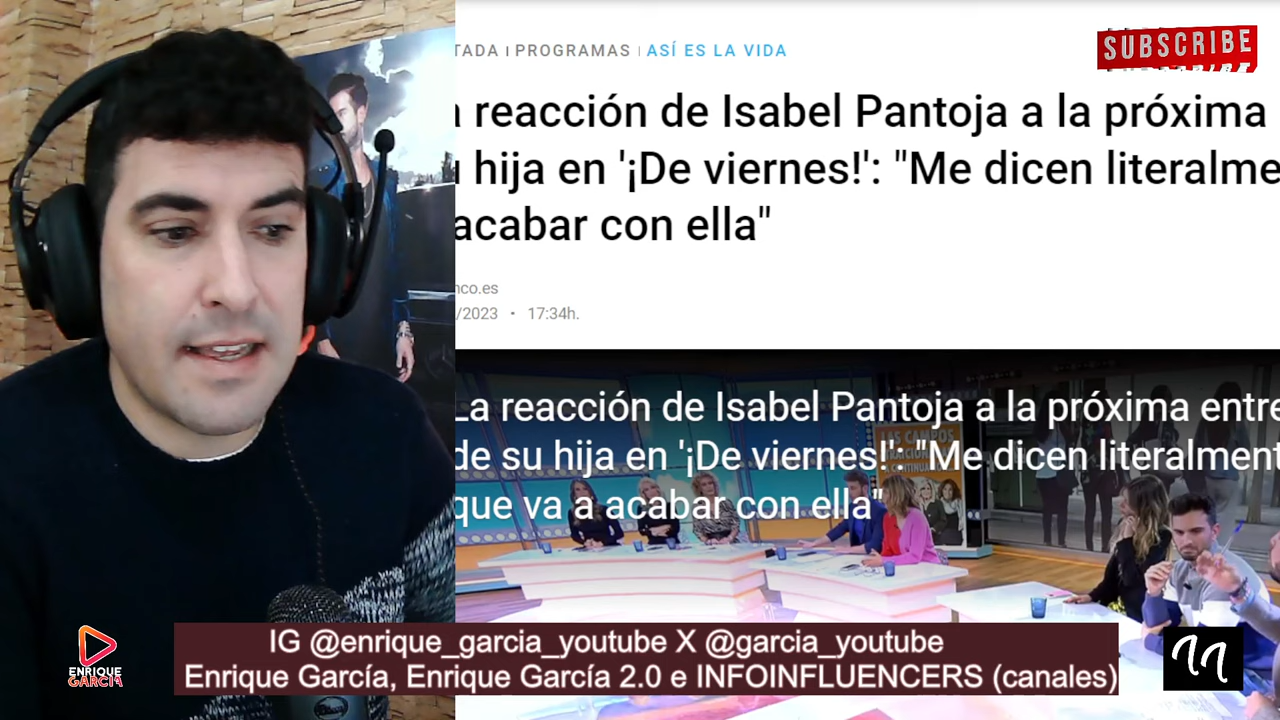 TADA | PROGRAMAS | ASÍ ES LA VIDA
SUBSCRIBE
reacción de Isabel Pantoja a la próxima
hija en '¡De viernes!': "Me dicen literalme
acabar con ella"
nco.es
/2023 • 17:34h.
La reacción de Isabel Pantoja a la próxima entre
de su hija en '¡De viernes!': "Me dicen literalment
que va a acabar con ella"
IG @enrique_garcia_youtube X @garcia_youtube
Enrique García, Enrique García 2.0 e INFOINFLUENCERS (canales)
ENRIQUE
GARCÍA